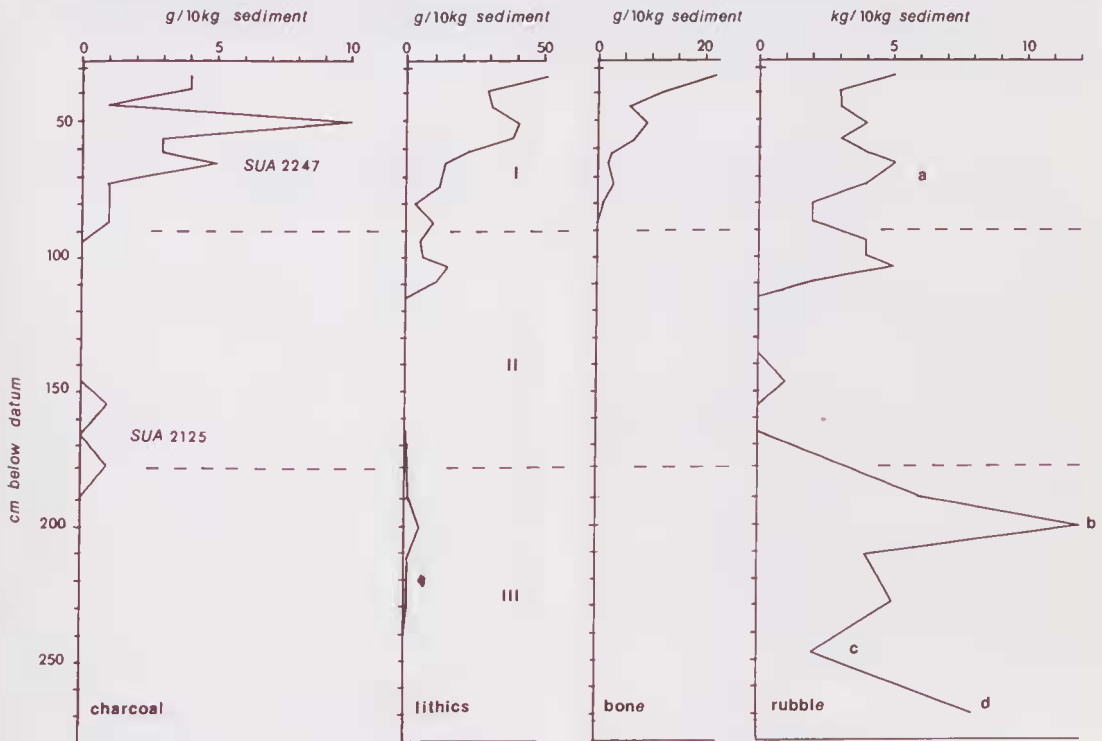 g/10kg sediment g/10kg sediment g/10kg sediment kg/10kg sediment
0 5 10 0 50 0 20 0 5 10
50
SUA 2247 I a
100
II
150
SUA 2125
cm below datum
200 b
III
250 c
d
charcoal lithics bone rubble